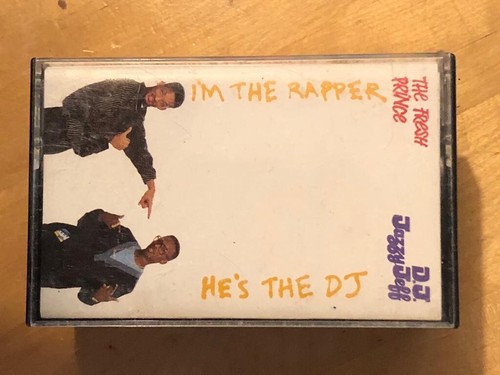 I'M THE RAPPER
HE'S THE DJ
THE FRESH
PRINCE
D.J.
Jazzy Jeff